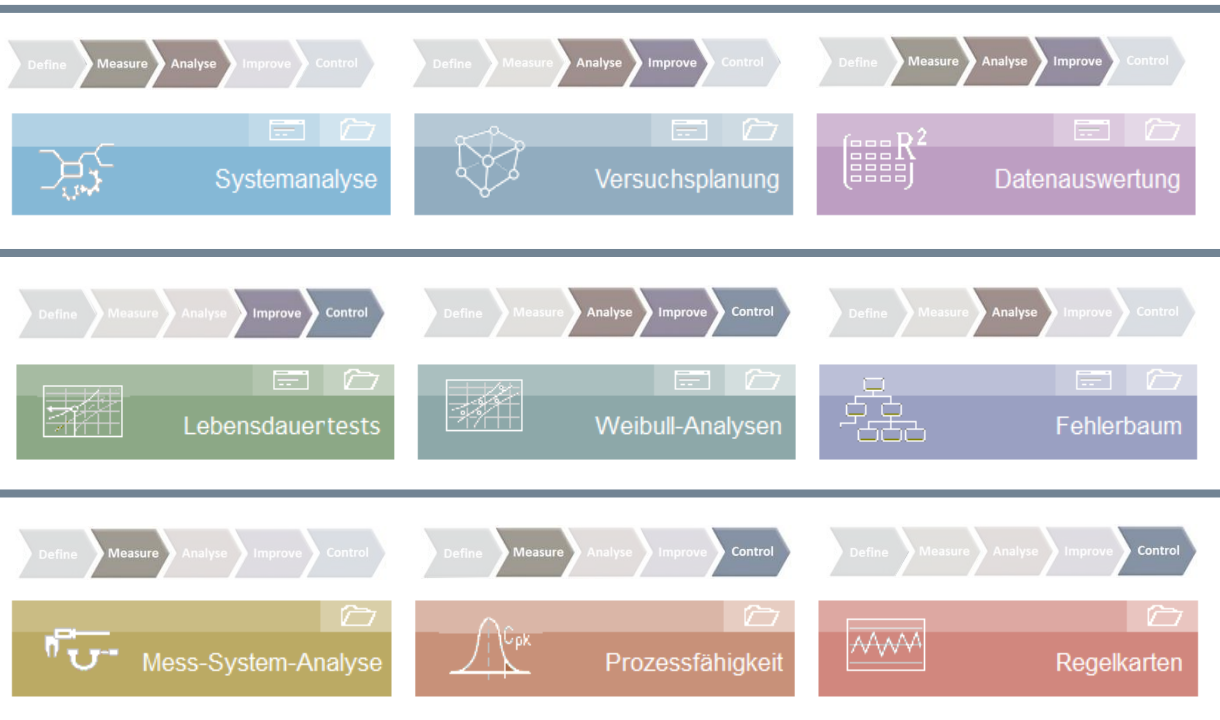 Define Measure Analyse Improve Control
Define Measure Analyse Improve Control
Define Measure Analyse Improve Control
Systemanalyse
Versuchsplanung
R²
Datenauswertung
Define Measure Analyse Improve Control
Define Measure Analyse Improve Control
Define Measure Analyse Improve Control
Lebensdauertests
Weibull-Analysen
Fehlerbaum
Define Measure Analyse Improve Control
Define Measure Analyse Improve Control
Define Measure Analyse Improve Control
Mess-System-Analyse
Ĉpk
Prozessfähigkeit
Regelkarten